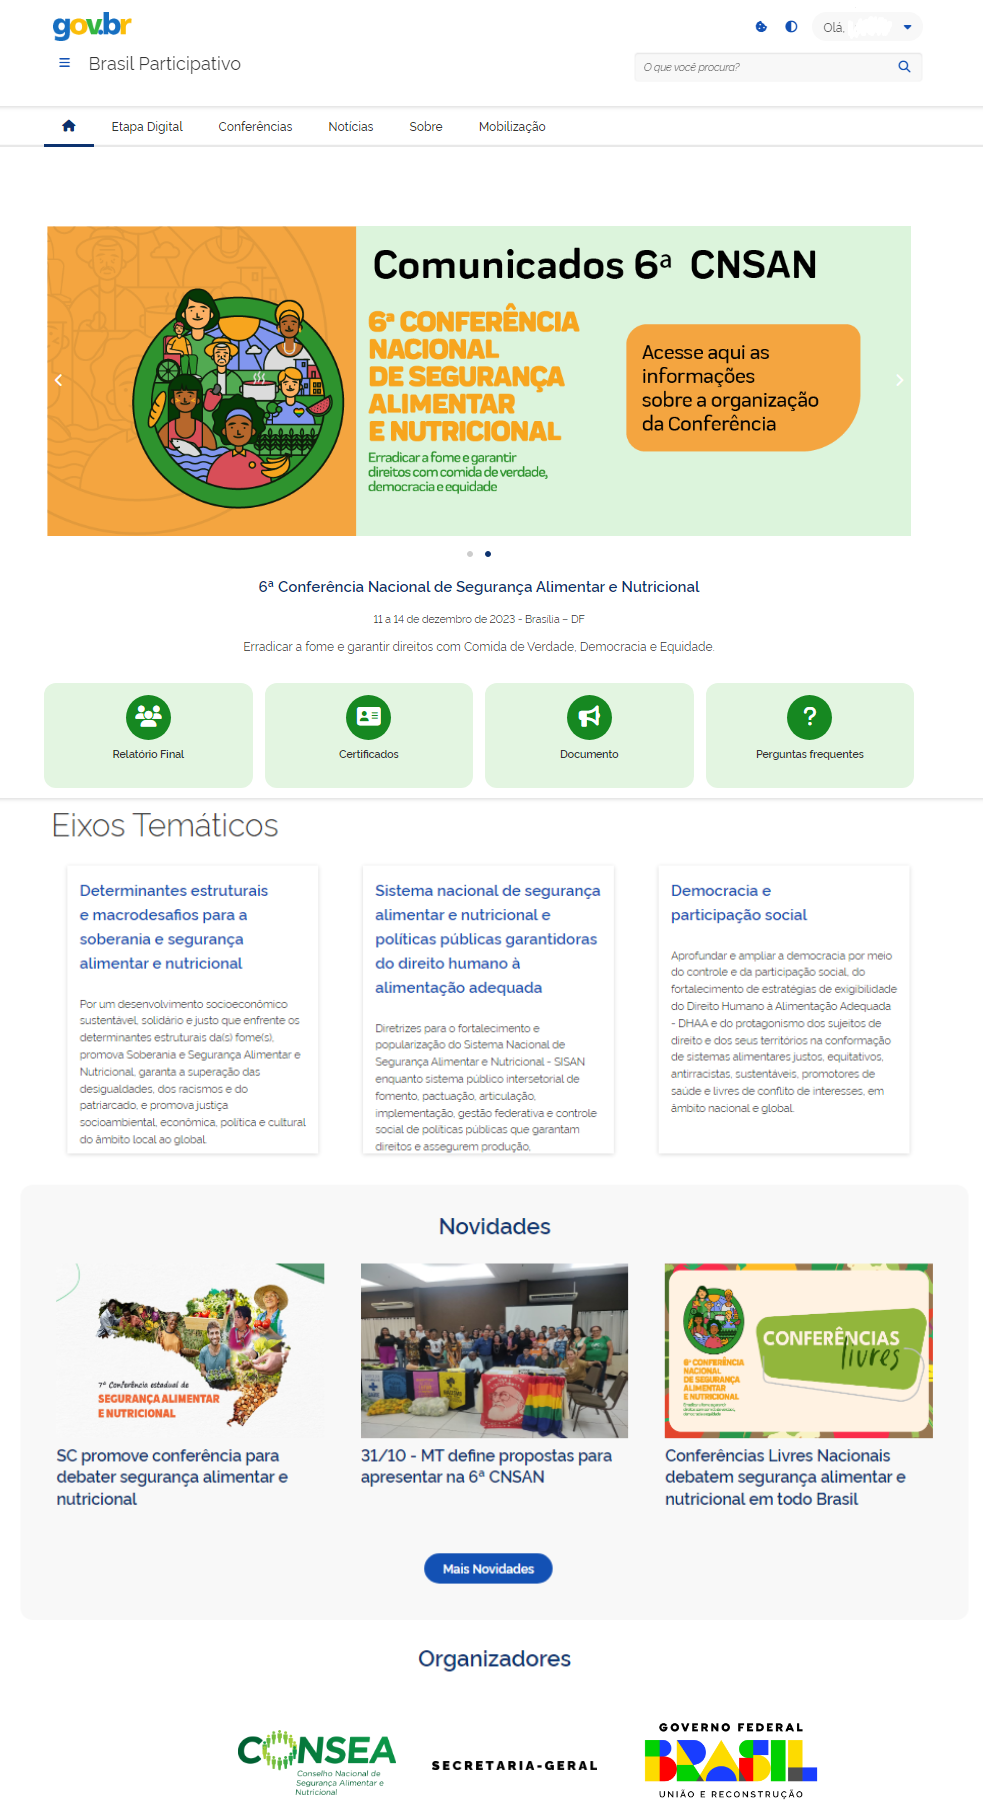 gov.br
Olá,
Brasil Participativo
O que você procura?
Etapa Digital
Conferências
Notícias
Sobre
Mobilização
Comunicados 6ª CNSAN
6ª CONFERÊNCIA
NACIONAL
DE SEGURANÇA
ALIMENTAR
E NUTRICIONAL
Erradicar a fome e garantir
direitos com comida de verdade,
democracia e equidade
Acesse aqui as
informações
sobre a organização
da Conferência
6ª Conferência Nacional de Segurança Alimentar e Nutricional
11 a 14 de dezembro de 2023 - Brasília – DF
Erradicar a fome e garantir direitos com Comida de Verdade, Democracia e Equidade.
Relatório Final
Certificados
Documento
?
Perguntas frequentes
Eixos Temáticos
Determinantes estruturais
e macrodesafios para a
soberania e segurança
alimentar e nutricional
Por um desenvolvimento socioeconômico
sustentável, solidário e justo que enfrente os
determinantes estruturais da(s) fome(s),
promova Soberania e Segurança Alimentar e
Nutricional, garanta a superação das
desigualdades, dos racismos e do
patriarcado, e promova justiça
socioambiental, econômica, política e cultural
do âmbito local ao global.
Sistema nacional de segurança
alimentar e nutricional e
políticas públicas garantidoras
do direito humano à
alimentação adequada
Diretrizes para o fortalecimento e
popularização do Sistema Nacional de
Segurança Alimentar e Nutricional - SISAN
enquanto sistema público intersetorial de
fomento, pactuação, articulação,
implementação, gestão federativa e controle
social de políticas públicas que garantam
direitos e assegurem produção,
Democracia e
participação social
Aprofundar e ampliar a democracia por meio
do controle e da participação social, do
fortalecimento de estratégias de exigibilidade
do Direito Humano à Alimentação Adequada
- DHAA e do protagonismo dos sujeitos de
direito e dos seus territórios na conformação
de sistemas alimentares justos, equitativos,
antirracistas, sustentáveis, promotores de
saúde e livres de conflito de interesses, em
âmbito nacional e global.
Novidades
7ª Conferência estadual de
SEGURANÇA ALIMENTAR
E NUTRICIONAL
SC promove conferência para
debater segurança alimentar e
nutricional
31/10 - MT define propostas para
apresentar na 6ª CNSAN
6ª CONFERÊNCIA
NACIONAL
DE SEGURANÇA
ALIMENTAR
E NUTRICIONAL
CONFERÊNCIAS
livres
Conferências Livres Nacionais
debatem segurança alimentar e
nutricional em todo Brasil
Mais Novidades
Organizadores
CONSEA
Conselho Nacional de
Segurança Alimentar e
Nutricional
SECRETARIA-GERAL
GOVERNO FEDERAL
BRASIL
UNIÃO E RECONSTRUÇÃO